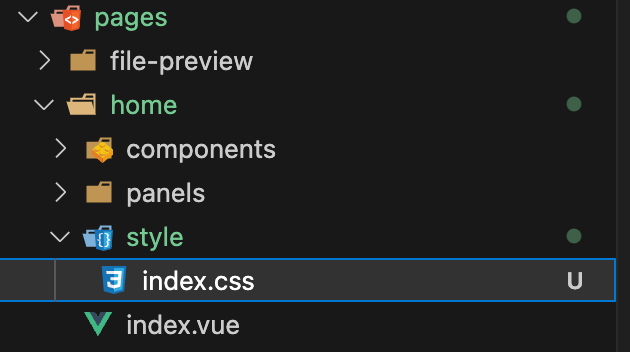 pages
file-preview
home
components
panels
style
index.css U
index.vue